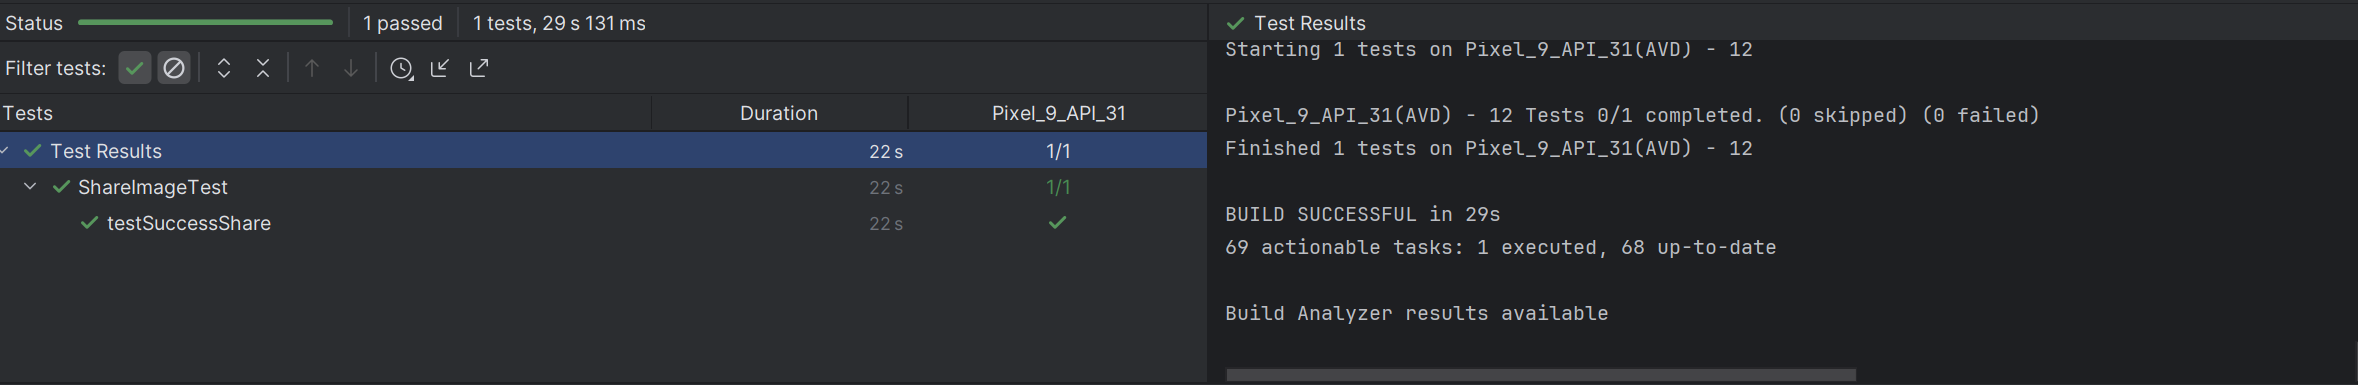 Status 1 passed 1 tests, 29 s 131 ms
Filter tests:
Tests Duration Pixel_9_API_31
Test Results 22 s 1/1
ShareImageTest 22 s 1/1
testSuccessShare 22 s
Test Results
Starting 1 tests on Pixel_9_API_31(AVD) - 12
Pixel_9_API_31(AVD) - 12 Tests 0/1 completed. (0 skipped) (0 failed)
Finished 1 tests on Pixel_9_API_31(AVD) - 12
BUILD SUCCESSFUL in 29s
69 actionable tasks: 1 executed, 68 up-to-date
Build Analyzer results available